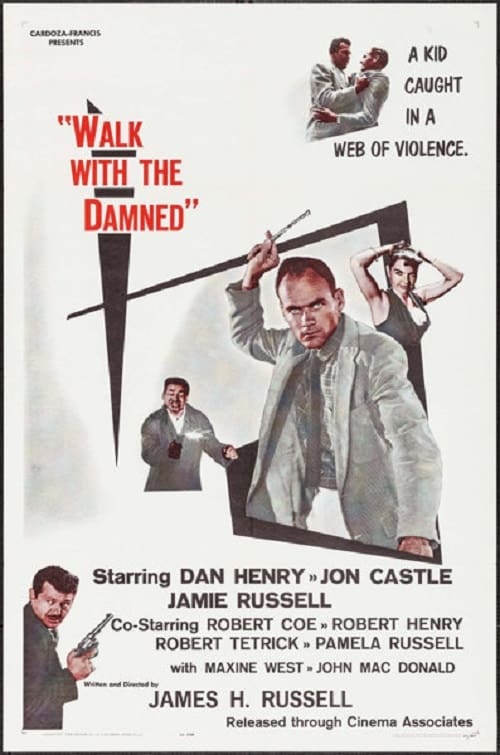 CARDOZA-FRANCIS
PRESENTS
A KID
CAUGHT
IN A
WEB OF VIOLENCE.
"WALK
WITH THE
DAMNED"
Starring DAN HENRY » JON CASTLE
JAMIE RUSSELL
Co-Starring ROBERT COE » ROBERT HENRY
ROBERT TETRICK » PAMELA RUSSELL
with MAXINE WEST » JOHN MAC DONALD
Written and Directed by
JAMES H. RUSSELL
Released through Cinema Associates